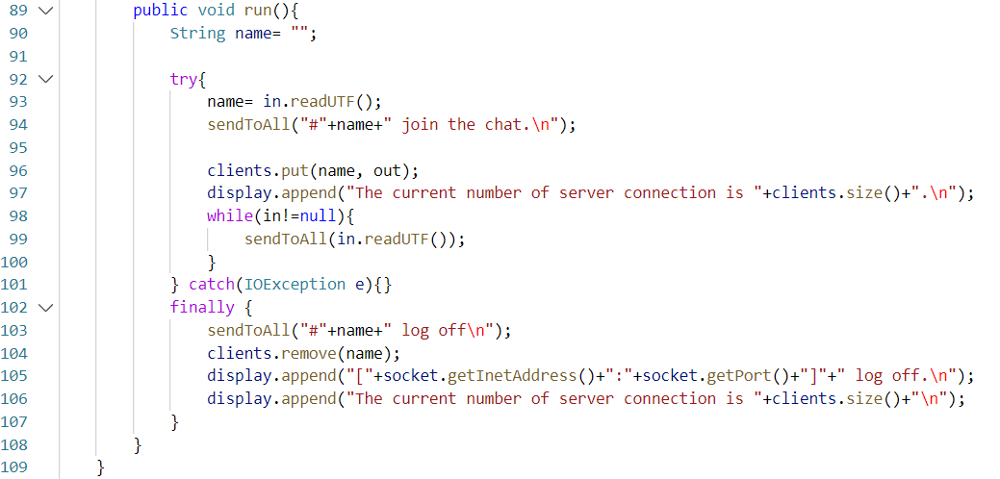 89 public void run(){
90 String name= "";
91
92 try{
93 name= in.readUTF();
94 sendToAll("#"+name+" join the chat.\n");
95
96 clients.put(name, out);
97 display.append("The current number of server connection is "+clients.size()+".\n");
98 while(in!=null){
99 sendToAll(in.readUTF());
100 }
101 } catch(IOException e){}
102 finally {
103 sendToAll("#"+name+" log off\n");
104 clients.remove(name);
105 display.append("["+socket.getInetAddress()+":"+socket.getPort()+"]"+" log off.\n");
106 display.append("The current number of server connection is "+clients.size()+"\n");
107 }
108 }
109 }